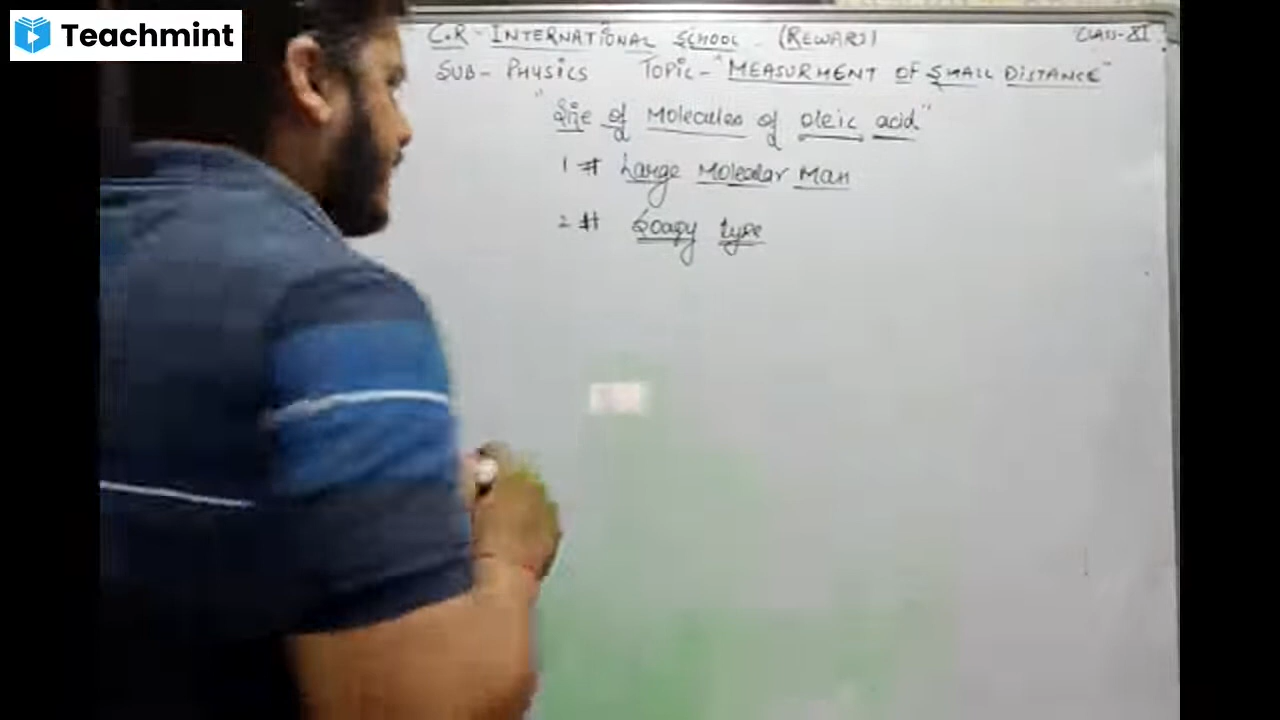 Teachmint
C.R - INTERNATIONAL SCHOOL - (REWARI)
CLASS - XI
SUB - PHYSICS TOPIC - "MEASURMENT OF SMALL DISTANCE"
"Size of Molecules of oleic acid"
1 # Large Molecular Mass
2 # Soapy type